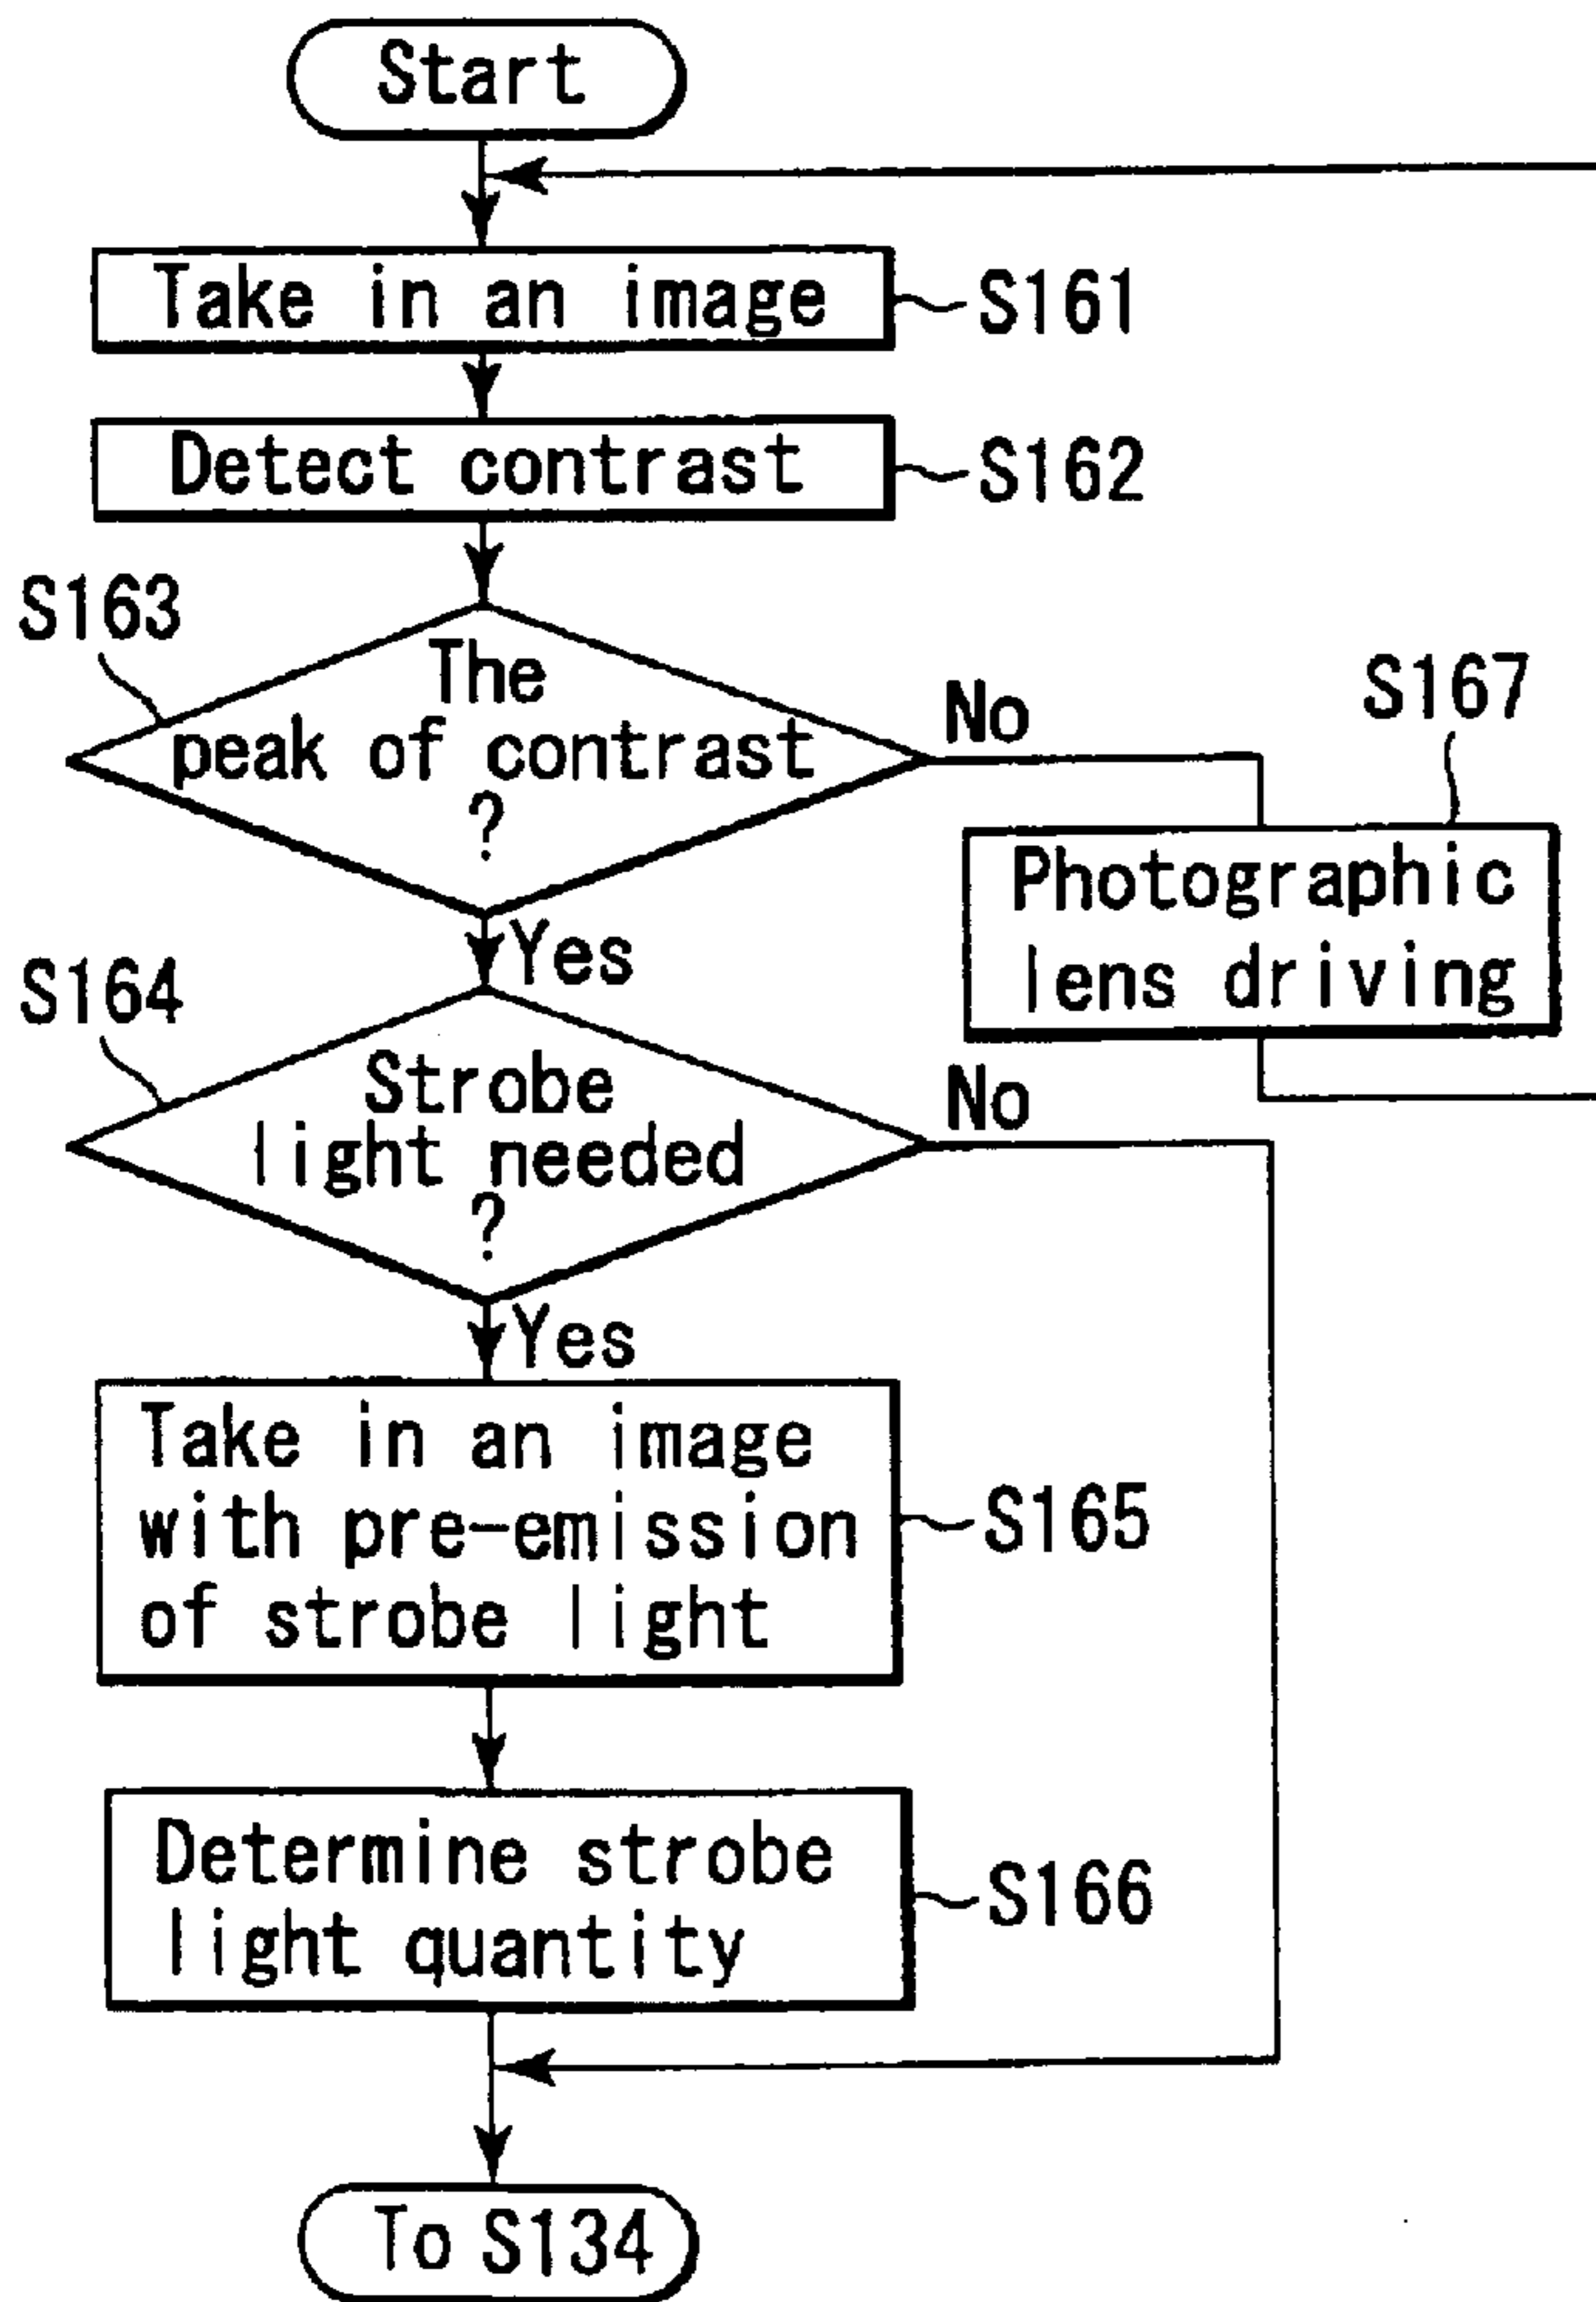 Start
Take in an image
S161
Detect contrast
S162
S163
The
peak of contrast
?
No
Yes
S167
Photographic
lens driving
S164
Strobe
light needed
?
No
Yes
Take in an image
with pre-emission
of strobe light
S165
Determine strobe
light quantity
S166
To S134